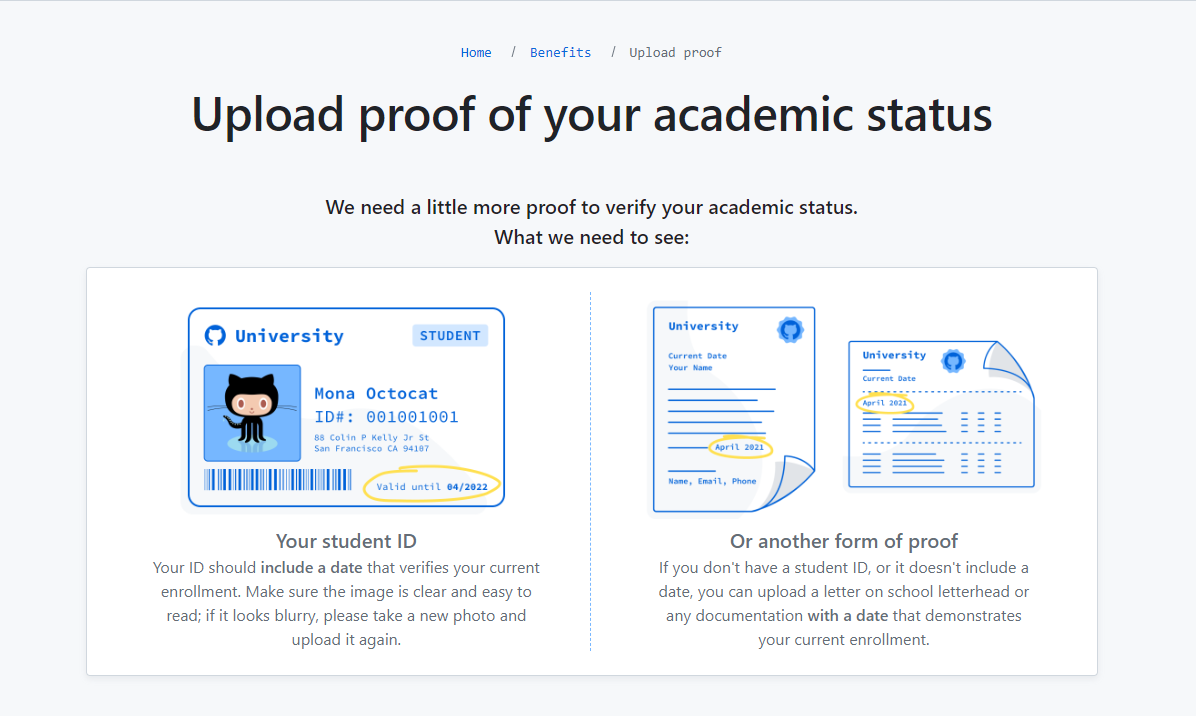 Home / Benefits / Upload proof
Upload proof of your academic status
We need a little more proof to verify your academic status.
What we need to see:
University STUDENT
Mona Octocat
ID#: 001001001
88 Colin P Kelly Jr St
San Francisco CA 94107
Valid until 04/2022
University
Current Date
Your Name
April 2021
Name, Email, Phone
University
Current Date
April 2021
Your student ID
Your ID should include a date that verifies your current
enrollment. Make sure the image is clear and easy to
read; if it looks blurry, please take a new photo and
upload it again.
Or another form of proof
If you don't have a student ID, or it doesn't include a
date, you can upload a letter on school letterhead or
any documentation with a date that demonstrates
your current enrollment.